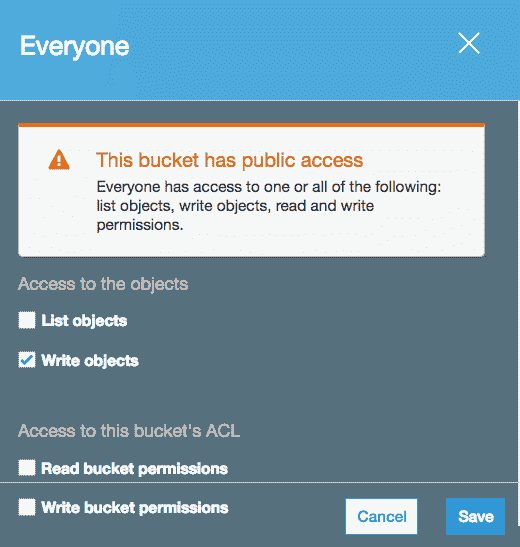 Everyone
This bucket has public access
Everyone has access to one or all of the following:
list objects, write objects, read and write
permissions.
Access to the objects
List objects
Write objects
Access to this bucket's ACL
Read bucket permissions
Write bucket permissions
Cancel
Save